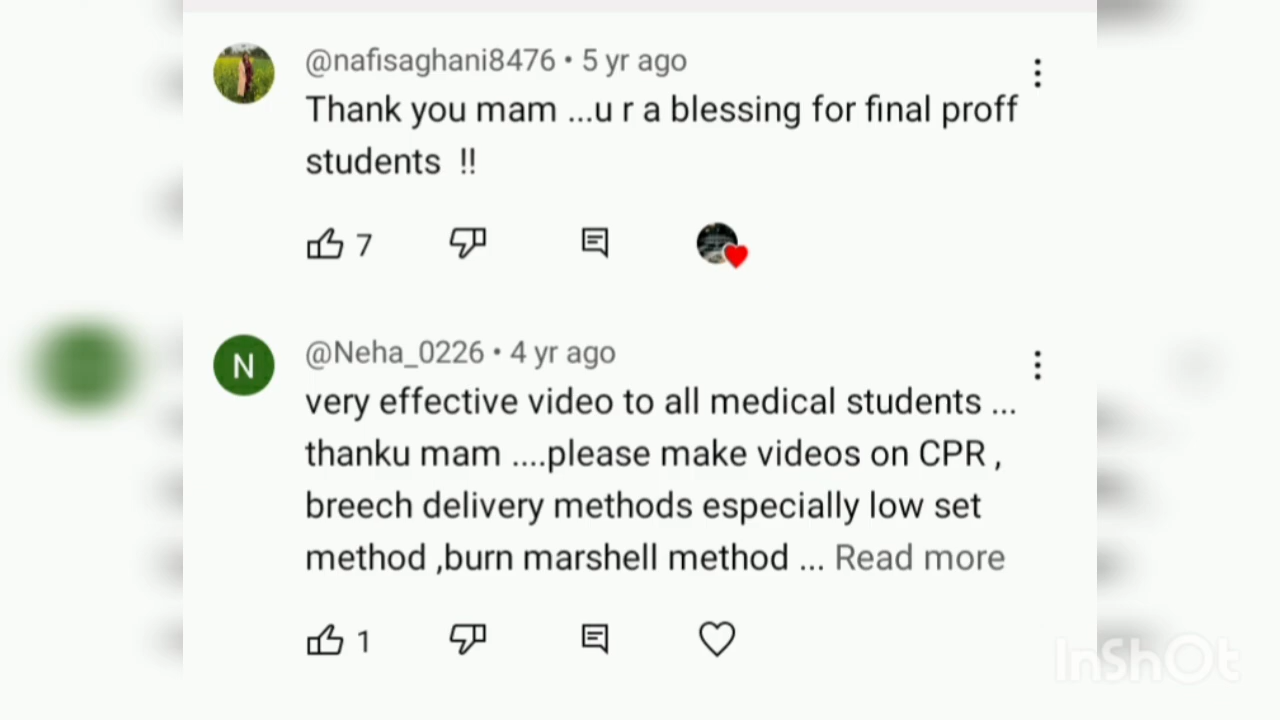 @nafisaghani8476 • 5 yr ago
Thank you mam ...u r a blessing for final proff
students !!
7
N
@Neha_0226 • 4 yr ago
very effective video to all medical students ...
thanku mam ....please make videos on CPR ,
breech delivery methods especially low set
method ,burn marshell method ... Read more
1
InShOt